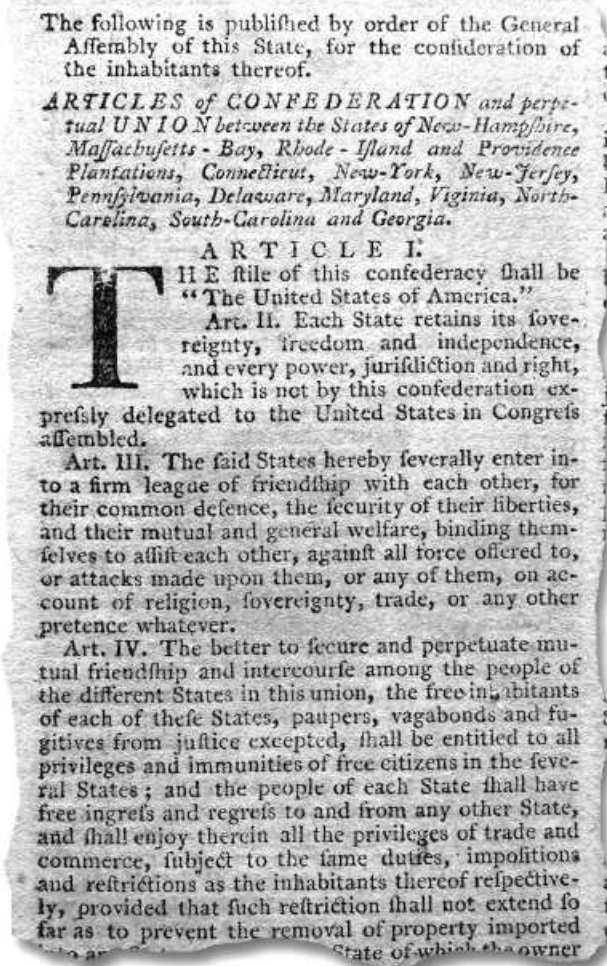 The following is publiſhed by order of the General
Aſſembly of this State, for the conſideration of
the inhabitants thereof.
ARTICLES of CONFEDERATION and perpe-
tual UNION between the States of New-Hampſhire,
Maſſachuſetts - Bay, Rhode - Iſland and Providence
Plantations, Connecticut, New-York, New-Jerſey,
Pennſylvania, Delaware, Maryland, Viginia, North-
Carolina, South-Carolina and Georgia.
ARTICLE I.
THE ſtile of this confederacy ſhall be
“The United States of America.”
Art. II. Each State retains its ſove-
reignty, freedom and independence,
and every power, juriſdiction and right,
which is not by this confederation ex-
preſsly delegated to the United States in Congreſs
aſſembled.
Art. III. The ſaid States hereby ſeverally enter in-
to a firm league of friendſhip with each other, for
their common defence, the ſecurity of their liberties,
and their mutual and general welfare, binding them-
ſelves to aſſiſt each other, againſt all force offered to,
or attacks made upon them, or any of them, on ac-
count of religion, ſovereignty, trade, or any other
pretence whatever.
Art. IV. The better to ſecure and perpetuate mu-
tual friendſhip and intercourſe among the people of
the different States in this union, the free inhabitants
of each of theſe States, paupers, vagabonds and fu-
gitives from juſtice excepted, ſhall be entitled to all
privileges and immunities of free citizens in the ſeve-
ral States; and the people of each State ſhall have
free ingreſs and regreſs to and from any other State,
and ſhall enjoy therein all the privileges of trade and
commerce, ſubject to the ſame duties, impoſitions
and reſtrictions as the inhabitants thereof reſpective-
ly, provided that ſuch reſtriction ſhall not extend ſo
far as to prevent the removal of property imported
State of which the owner